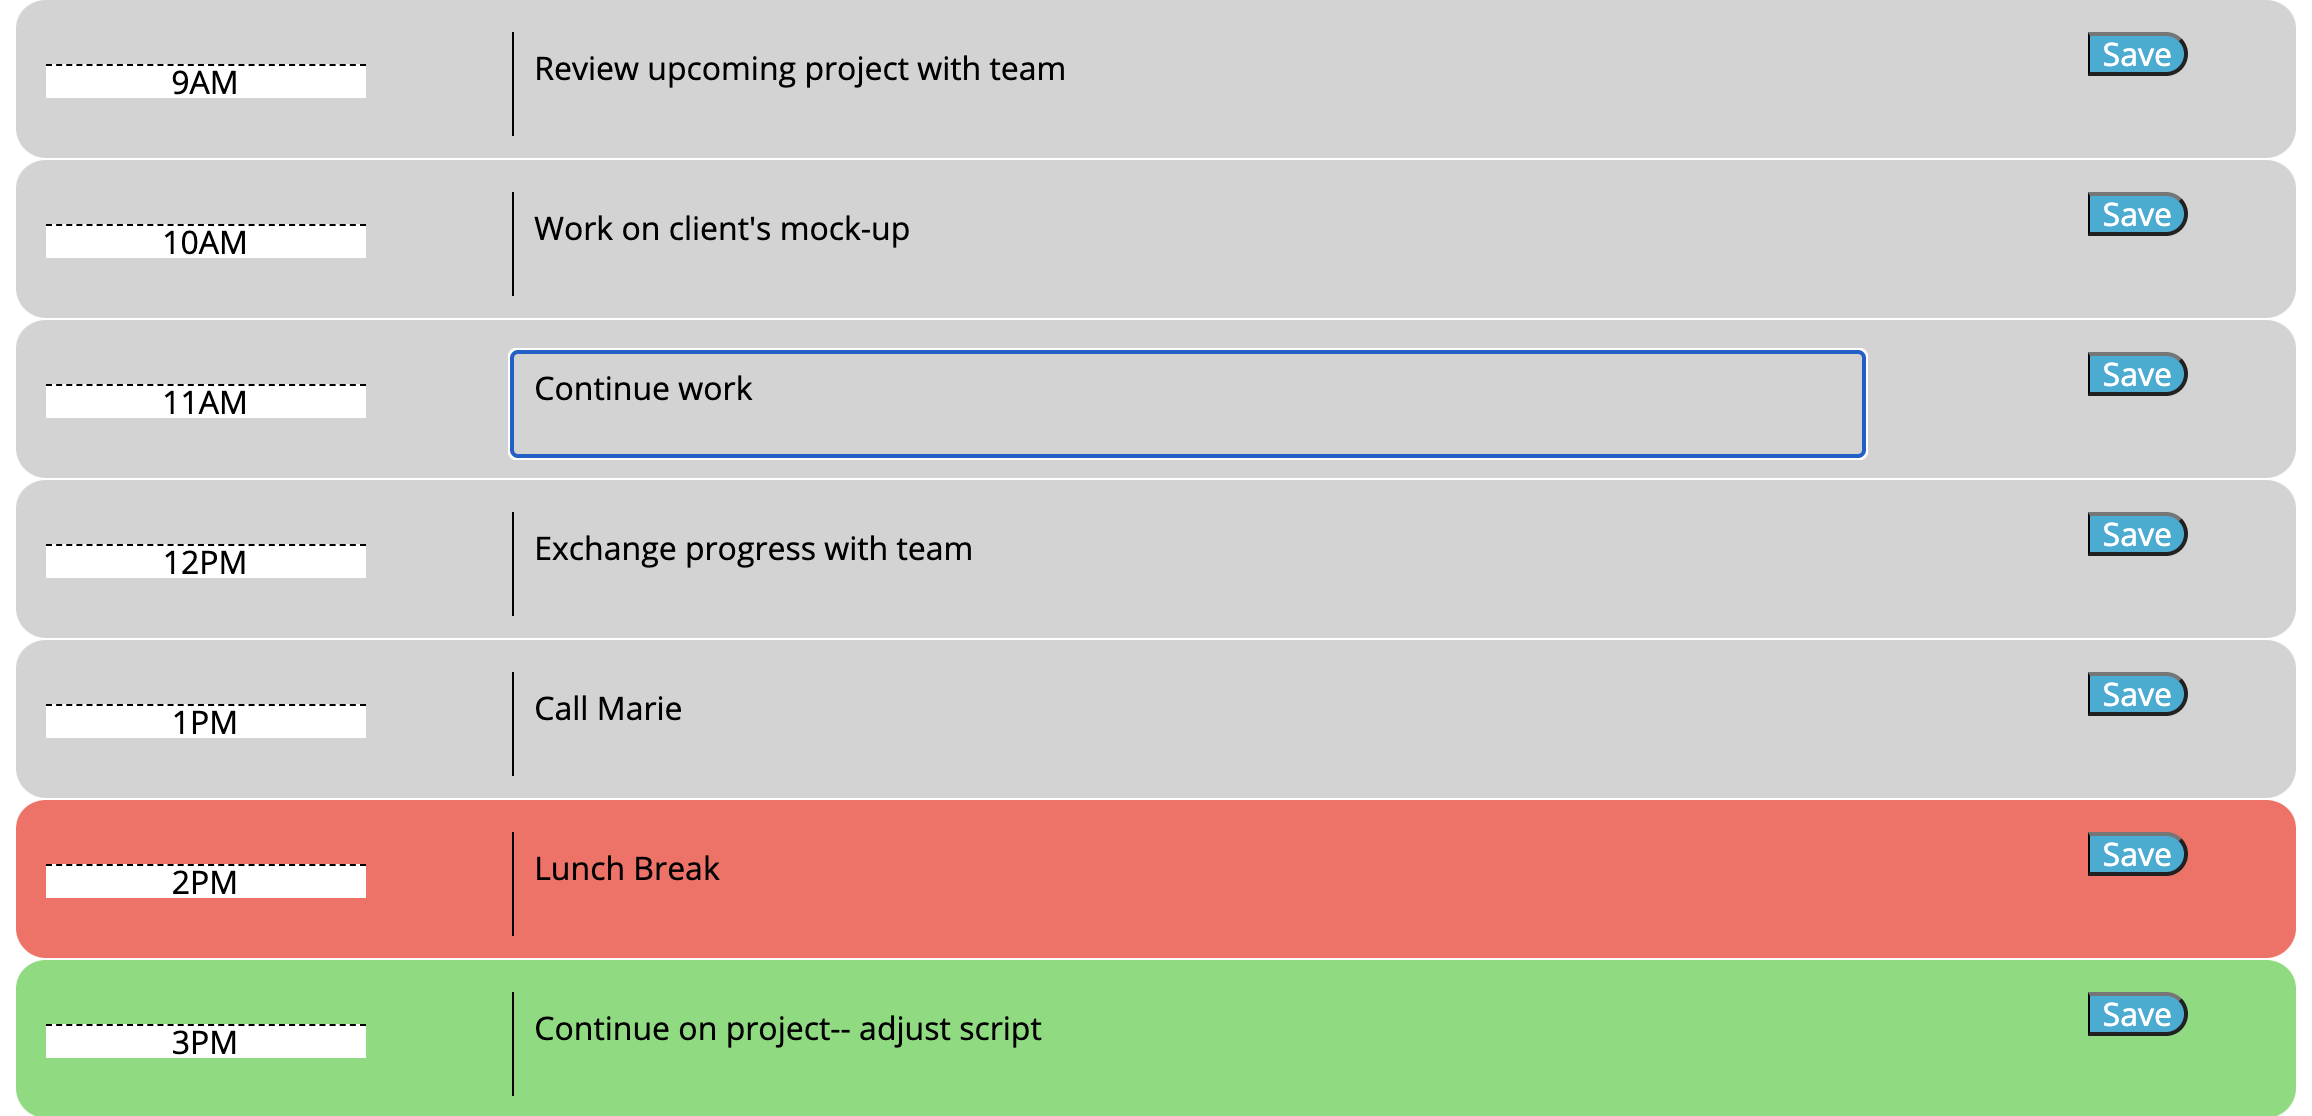 9AM Review upcoming project with team Save
10AM Work on client's mock-up Save
11AM Continue work Save
12PM Exchange progress with team Save
1PM Call Marie Save
2PM Lunch Break Save
3PM Continue on project-- adjust script Save